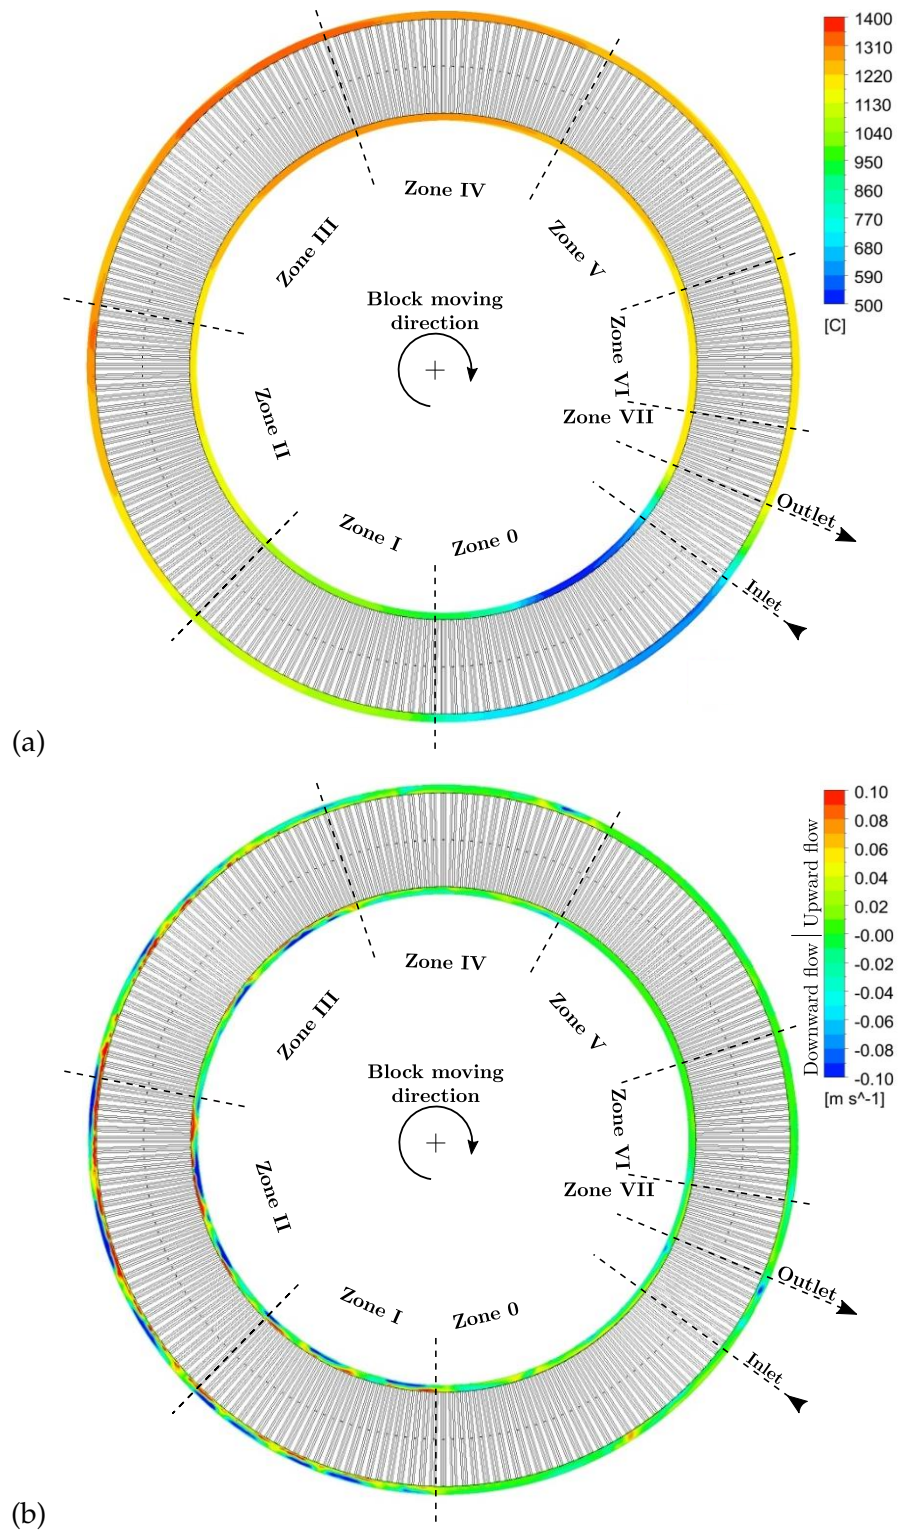 1400
1310
1220
1130
1040
950
860
770
680
590
500
[C]
Zone IV
Zone III
Zone V
Block moving
direction
Zone VI
Zone VII
Zone II
Outlet
Zone I
Zone 0
Inlet
(a)
0.10
0.08
0.06
0.04
0.02
-0.00
-0.02
-0.04
-0.06
-0.08
-0.10
[m s^-1]
Downward flow | Upward flow
Zone IV
Zone III
Zone V
Block moving
direction
Zone VI
Zone VII
Zone II
Outlet
Zone I
Zone 0
Inlet
(b)